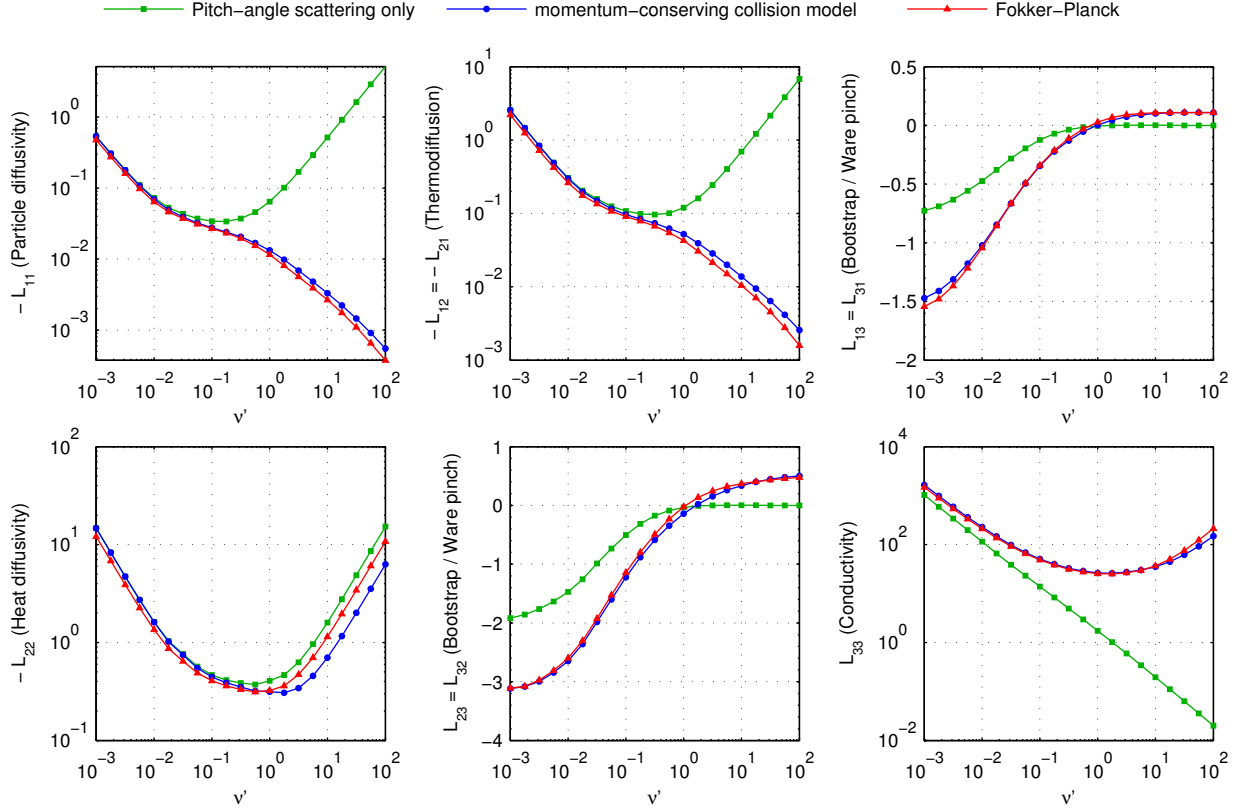 Pitch−angle scattering only
momentum−conserving collision model
Fokker−Planck
− L11 (Particle diffusivity)
10^0
10^−1
10^−2
10^−3
10^−3 10^−2 10^−1 10^0 10^1 10^2
ν'
− L12 = − L21 (Thermodiffusion)
10^1
10^0
10^−1
10^−2
10^−3
10^−3 10^−2 10^−1 10^0 10^1 10^2
ν'
L13 = L31 (Bootstrap / Ware pinch)
0.5
0
−0.5
−1
−1.5
−2
10^−3 10^−2 10^−1 10^0 10^1 10^2
ν'
− L22 (Heat diffusivity)
10^2
10^1
10^0
10^−1
10^−3 10^−2 10^−1 10^0 10^1 10^2
ν'
L23 = L32 (Bootstrap / Ware pinch)
1
0
−1
−2
−3
−4
10^−3 10^−2 10^−1 10^0 10^1 10^2
ν'
L33 (Conductivity)
10^4
10^2
10^0
10^−2
10^−3 10^−2 10^−1 10^0 10^1 10^2
ν'